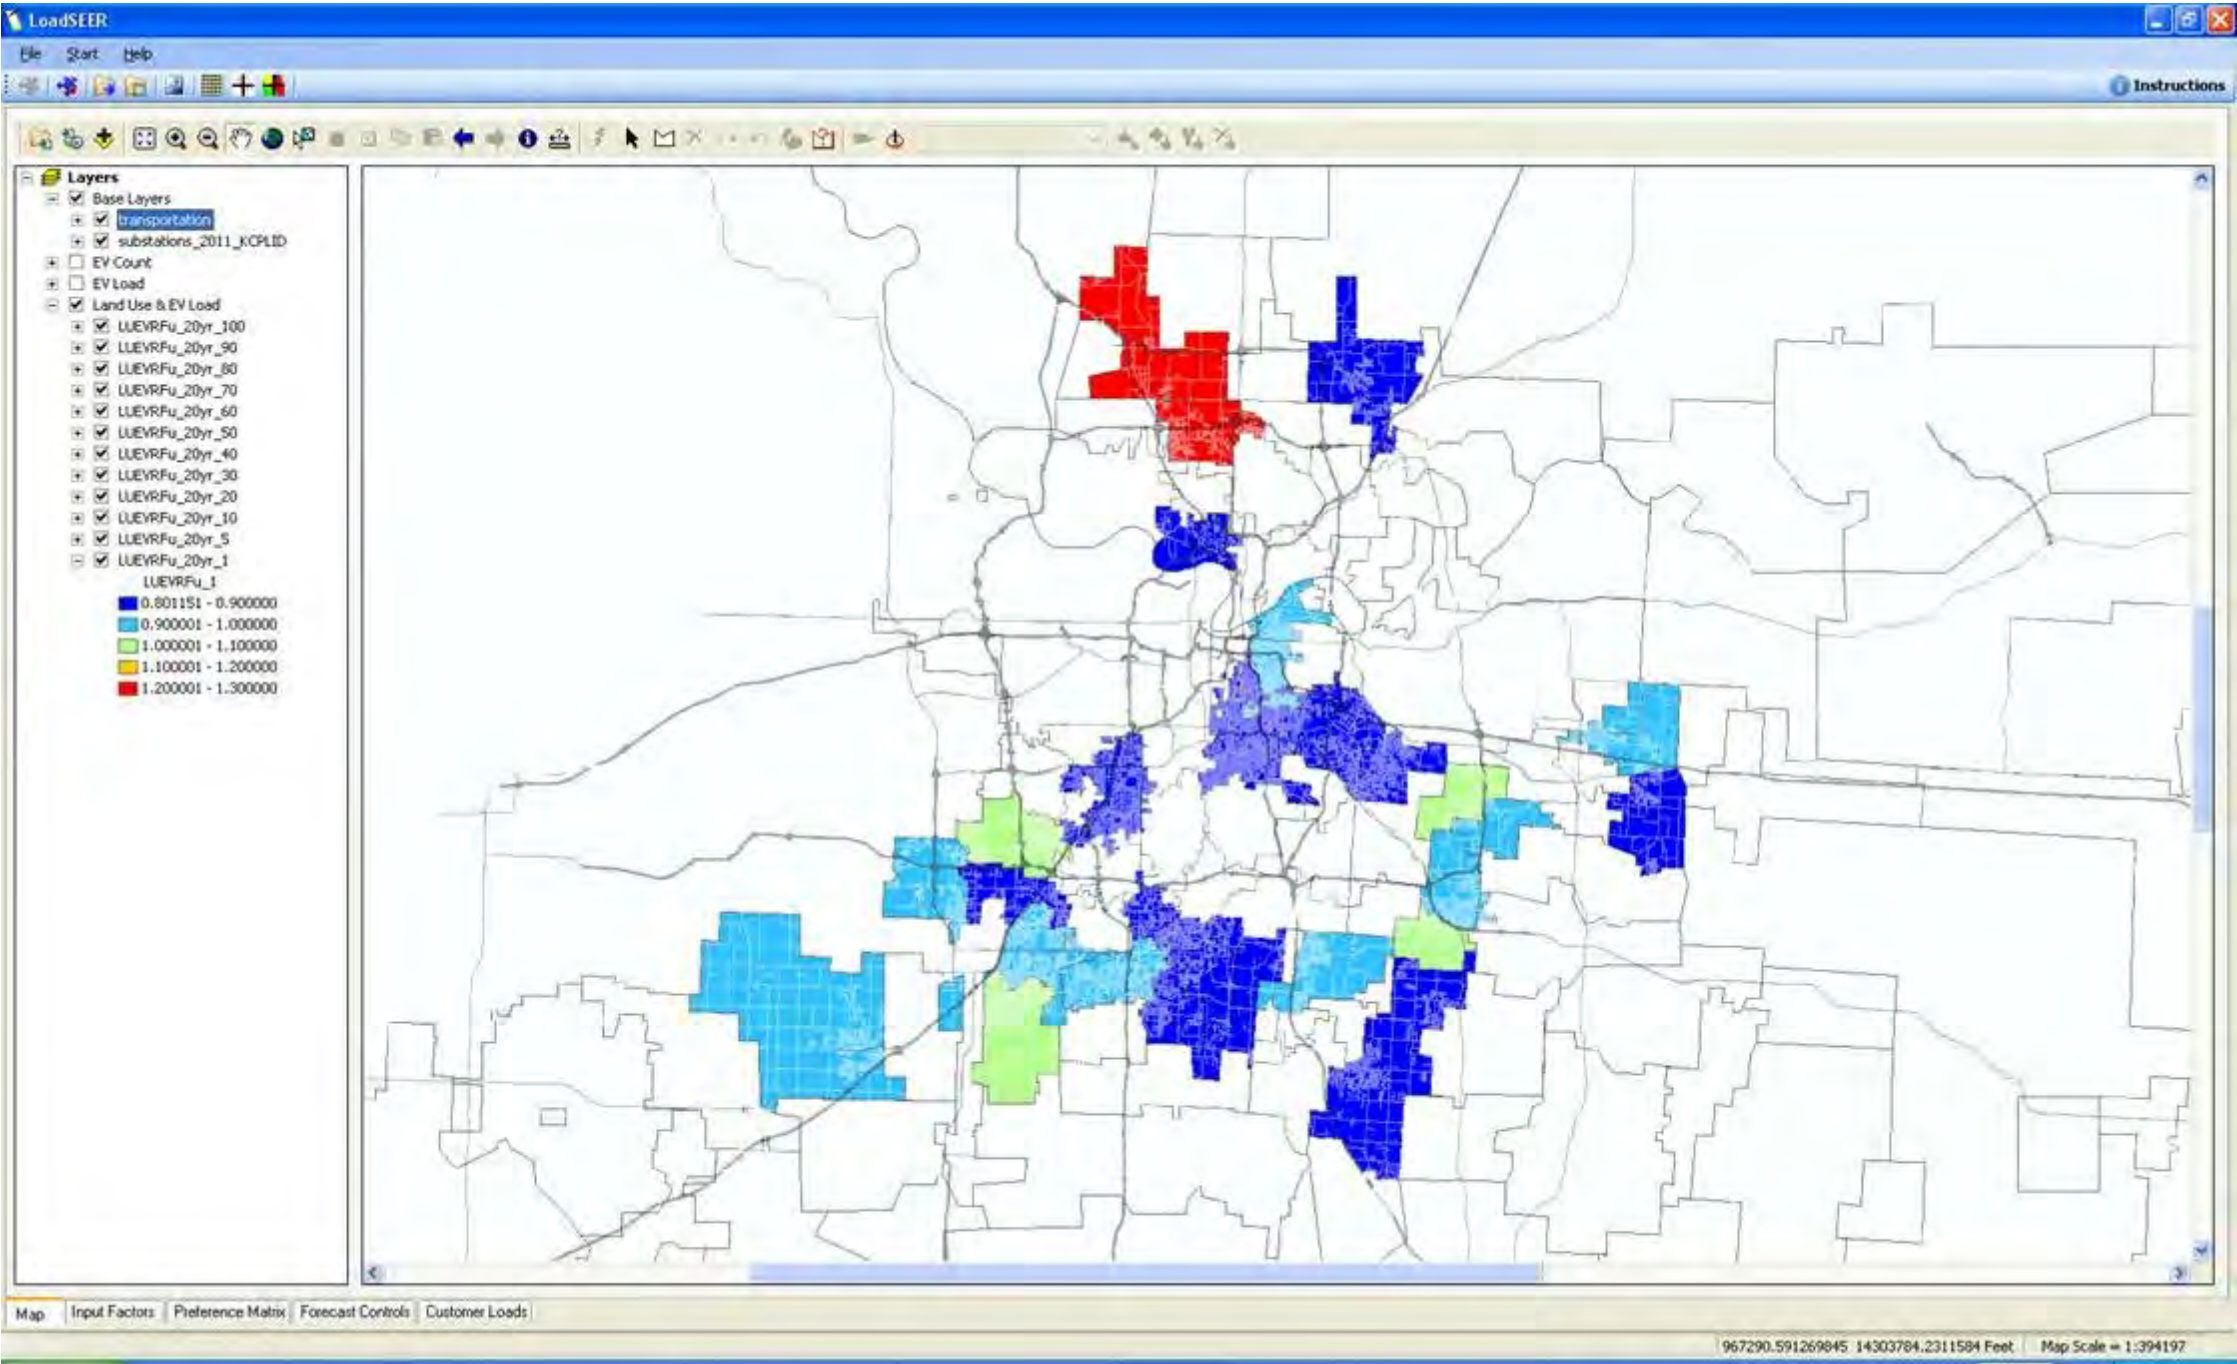 LoadSEER
File Start Help
Instructions
Layers
Base Layers
transportation
substations_2011_KCPLID
EV Count
EV Load
Land Use & EV Load
LUEVRFu_20yr_100
LUEVRFu_20yr_90
LUEVRFu_20yr_80
LUEVRFu_20yr_70
LUEVRFu_20yr_60
LUEVRFu_20yr_50
LUEVRFu_20yr_40
LUEVRFu_20yr_30
LUEVRFu_20yr_20
LUEVRFu_20yr_10
LUEVRFu_20yr_5
LUEVRFu_20yr_1
LUEVRFu_1
0.801151 - 0.900000
0.900001 - 1.000000
1.000001 - 1.100000
1.100001 - 1.200000
1.200001 - 1.300000
Map Input Factors Preference Matrix Forecast Controls Customer Loads
967290.591269845 14303784.2311584 Feet Map Scale = 1:394197